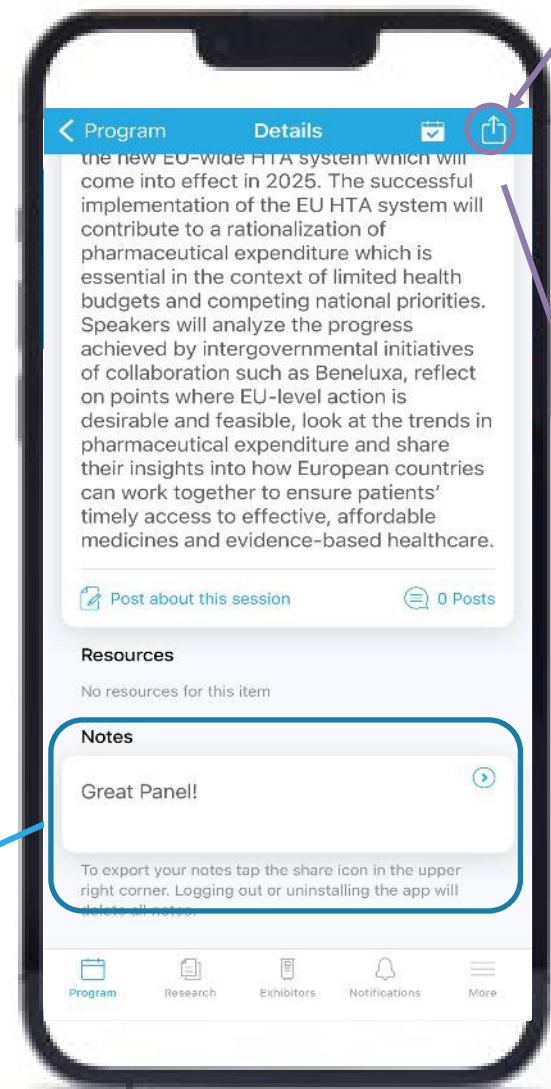 Program Details
the new EU-wide HTA system which will
come into effect in 2025. The successful
implementation of the EU HTA system will
contribute to a rationalization of
pharmaceutical expenditure which is
essential in the context of limited health
budgets and competing national priorities.
Speakers will analyze the progress
achieved by intergovernmental initiatives
of collaboration such as Beneluxa, reflect
on points where EU-level action is
desirable and feasible, look at the trends in
pharmaceutical expenditure and share
their insights into how European countries
can work together to ensure patients'
timely access to effective, affordable
medicines and evidence-based healthcare.
Post about this session 0 Posts
Resources
No resources for this item
Notes
Great Panel!
To export your notes tap the share icon in the upper
right corner. Logging out or uninstalling the app will
delete all notes.
Program Research Exhibitors Notifications More